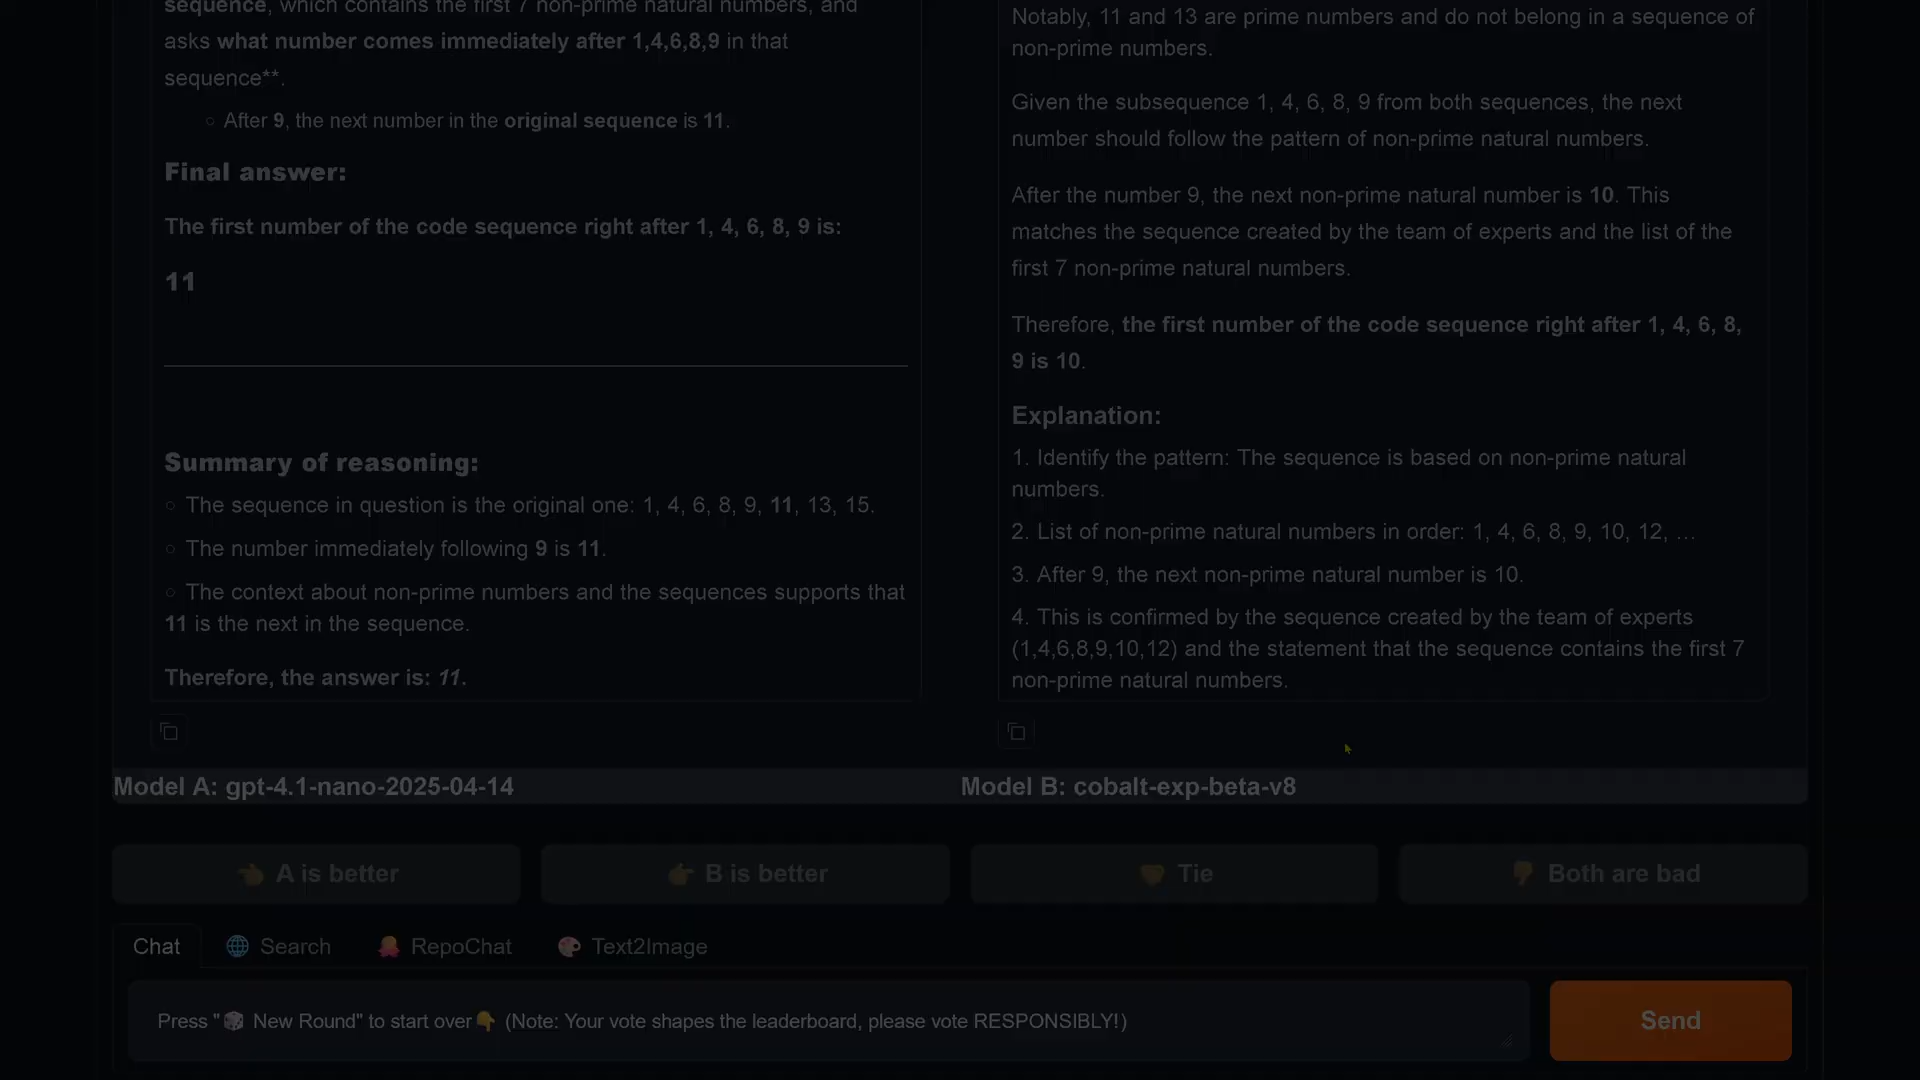 sequence, which contains the first 7 non-prime natural numbers, and
asks what number comes immediately after 1,4,6,8,9 in that
sequence**.
After 9, the next number in the original sequence is 11.
Final answer:
The first number of the code sequence right after 1, 4, 6, 8, 9 is:
11
Summary of reasoning:
The sequence in question is the original one: 1, 4, 6, 8, 9, 11, 13, 15.
The number immediately following 9 is 11.
The context about non-prime numbers and the sequences supports that
11 is the next in the sequence.
Therefore, the answer is: 11.
Notably, 11 and 13 are prime numbers and do not belong in a sequence of
non-prime numbers.
Given the subsequence 1, 4, 6, 8, 9 from both sequences, the next
number should follow the pattern of non-prime natural numbers.
After the number 9, the next non-prime natural number is 10. This
matches the sequence created by the team of experts and the list of the
first 7 non-prime natural numbers.
Therefore, the first number of the code sequence right after 1, 4, 6, 8,
9 is 10.
Explanation:
1. Identify the pattern: The sequence is based on non-prime natural
numbers.
2. List of non-prime natural numbers in order: 1, 4, 6, 8, 9, 10, 12, …
3. After 9, the next non-prime natural number is 10.
4. This is confirmed by the sequence created by the team of experts
(1,4,6,8,9,10,12) and the statement that the sequence contains the first 7
non-prime natural numbers.
Model A: gpt-4.1-nano-2025-04-14
Model B: cobalt-exp-beta-v8
👈 A is better
👉 B is better
🤝 Tie
👎 Both are bad
Chat
🌐 Search
RepoChat
🎨 Text2Image
Press "🎲 New Round" to start over👇 (Note: Your vote shapes the leaderboard, please vote RESPONSIBLY!)
Send